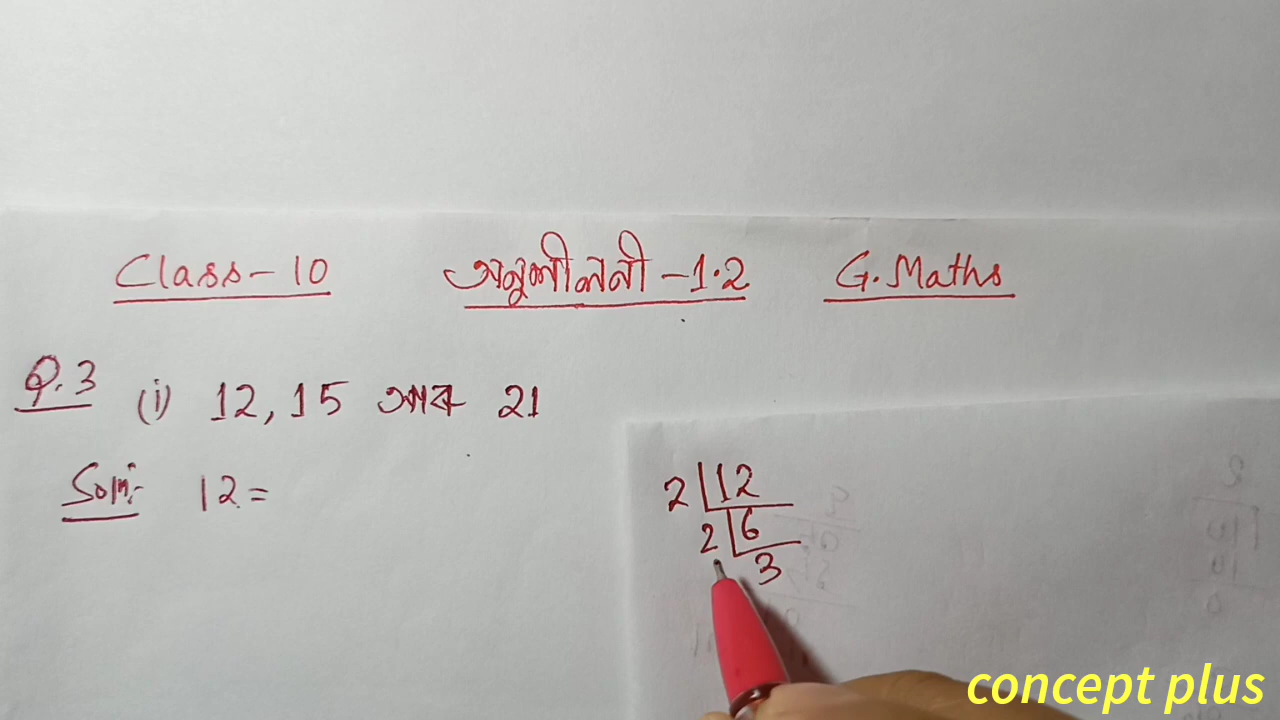 Class - 10 অনুশীলনী - 1.2 G. Maths
Q.3 (i) 12, 15 আৰু 21
Soln:- 12 =
2 | 12
2 | 6
3
concept plus